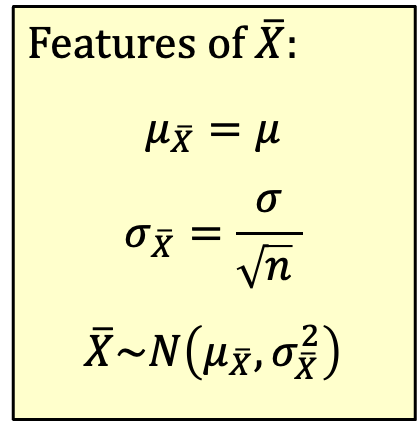 Features of X̄:
μ_X̄ = μ
σ_X̄ = σ/√n
X̄~N(μ_X̄, σ²_X̄)